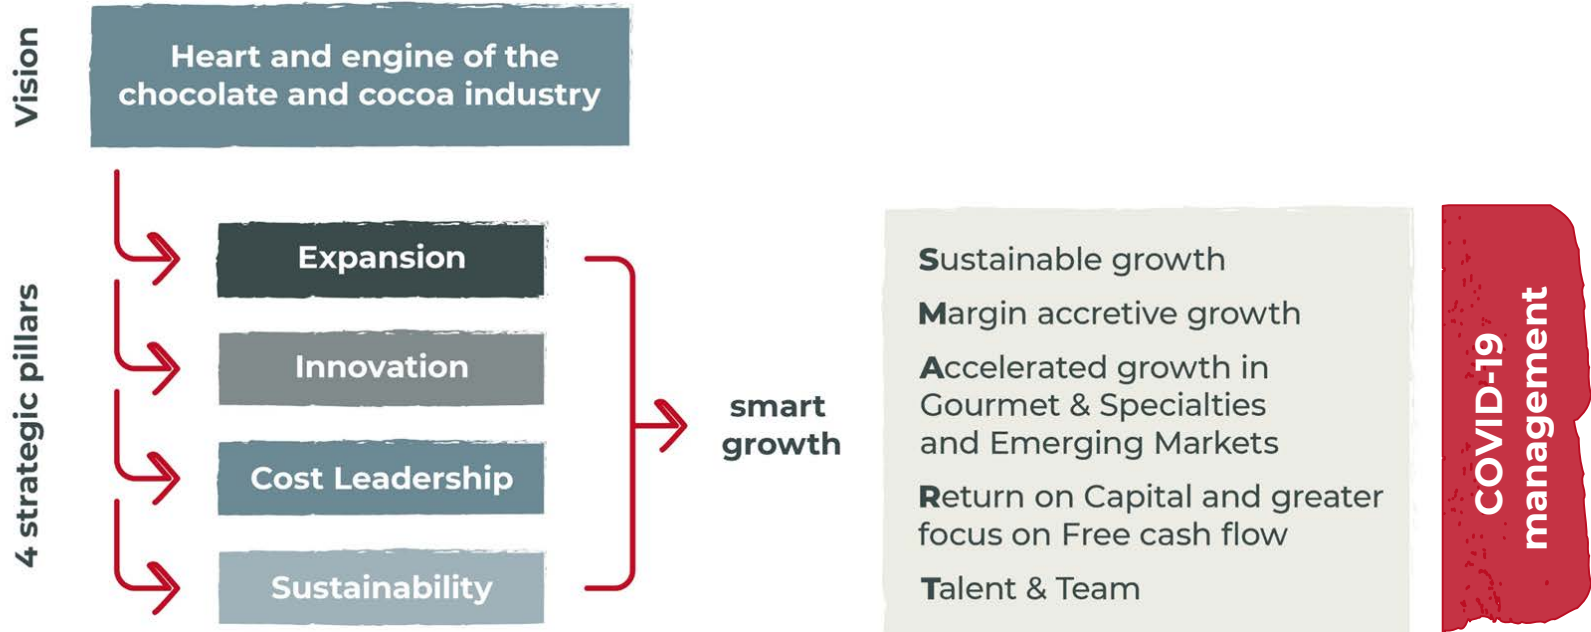 Vision
Heart and engine of the
chocolate and cocoa industry
4 strategic pillars
Expansion
Innovation
Cost Leadership
Sustainability
smart
growth
Sustainable growth
Margin accretive growth
Accelerated growth in
Gourmet & Specialties
and Emerging Markets
Return on Capital and greater
focus on Free cash flow
Talent & Team
COVID-19
management